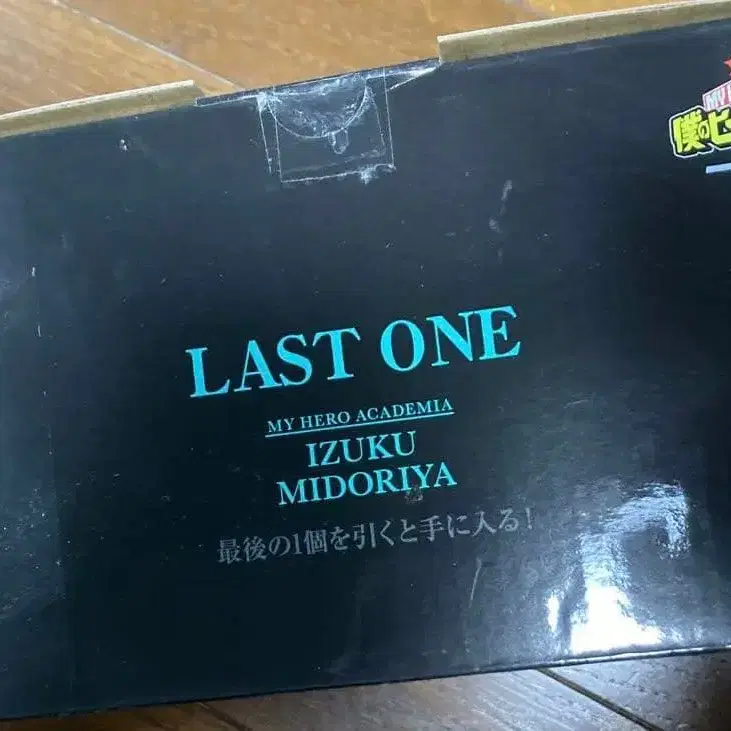 MY
僕のヒ
LAST ONE
MY HERO ACADEMIA
IZUKU
MIDORIYA
最後の1個を引くと手に入る!